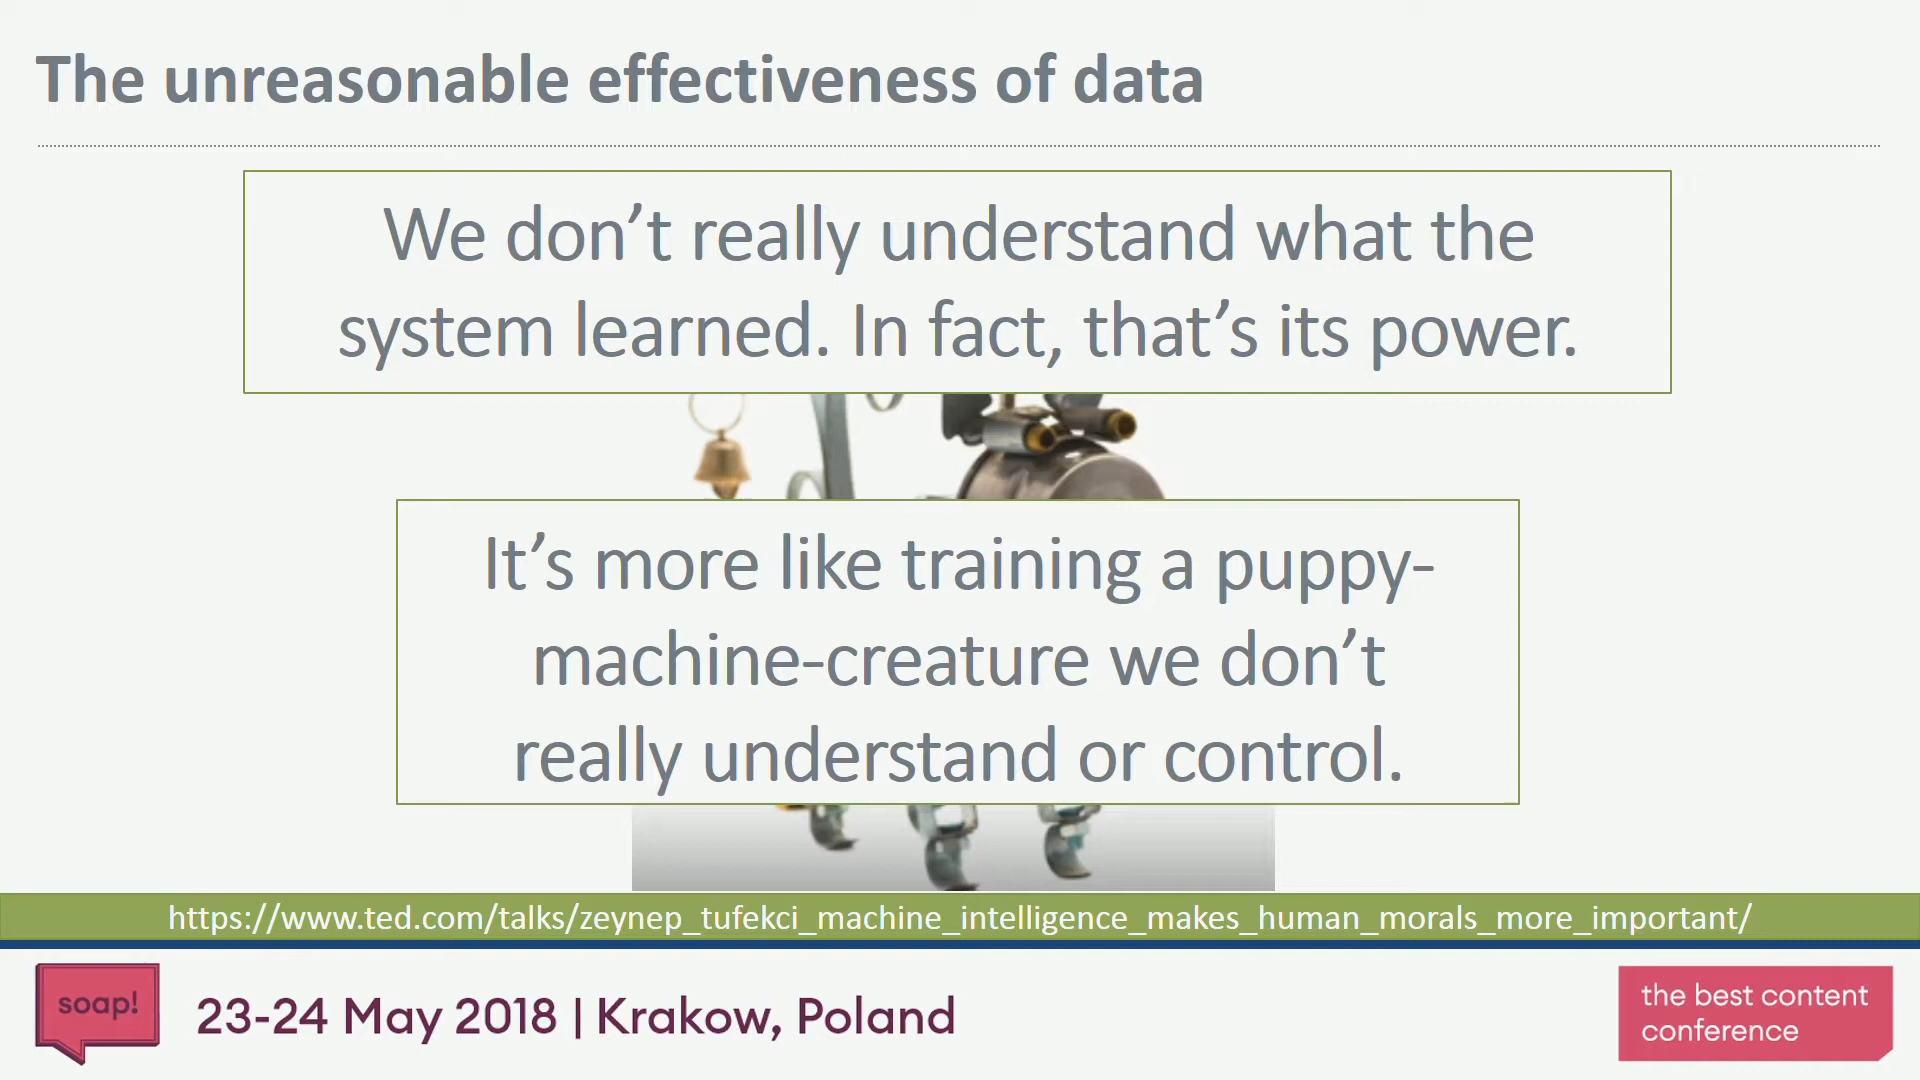 The unreasonable effectiveness of data
We don’t really understand what the
system learned. In fact, that’s its power.
It’s more like training a puppy-
machine-creature we don’t
really understand or control.
https://www.ted.com/talks/zeynep_tufekci_machine_intelligence_makes_human_morals_more_important/
soap!
23-24 May 2018 | Krakow, Poland
the best content
conference